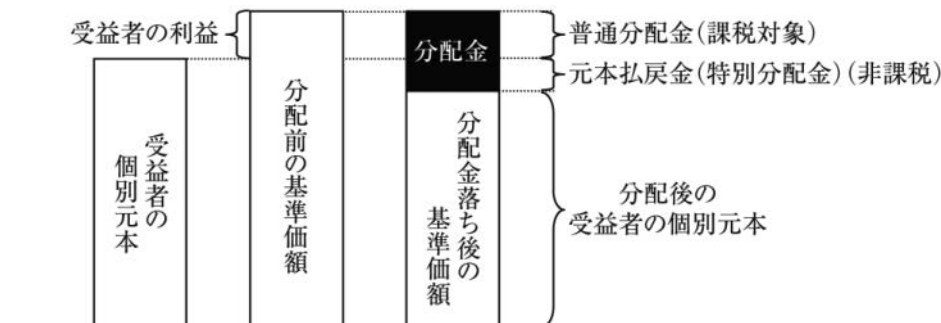 受益者の利益
分配金
普通分配金(課税対象)
元本払戻金(特別分配金)(非課税)
受益者の
個別元本
分配前の基準価額
分配金落ち後の
基準価額
分配後の
受益者の個別元本